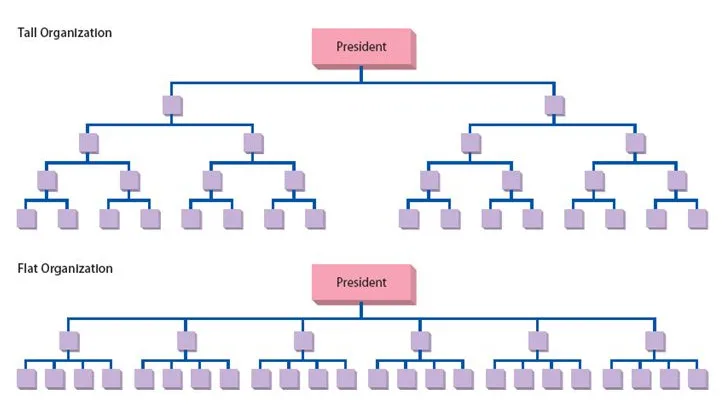 Tall Organization
President
Flat Organization
President